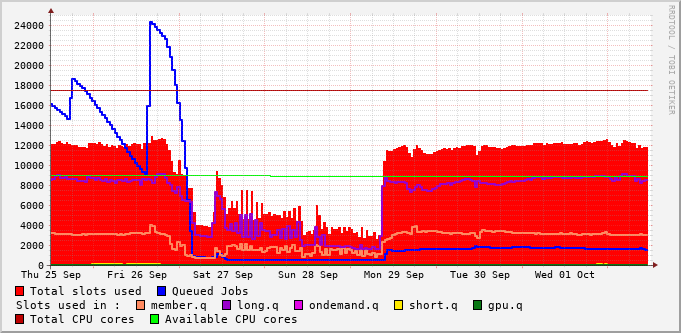 RRDTOOL / TOBI OETIKER
24000
22000
20000
18000
16000
14000
12000
10000
8000
6000
4000
2000
0
Thu 25 Sep Fri 26 Sep Sat 27 Sep Sun 28 Sep Mon 29 Sep Tue 30 Sep Wed 01 Oct
Total slots used Queued Jobs
Slots used in : member.q long.q ondemand.q short.q gpu.q
Total CPU cores Available CPU cores